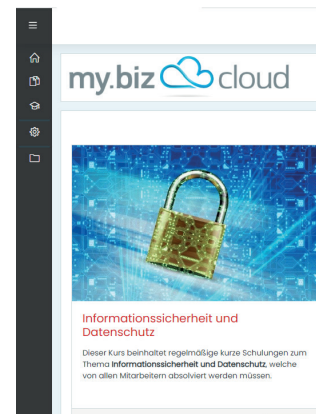 my.biz cloud
Informationssicherheit und
Datenschutz
Dieser Kurs beinhaltet regelmäßige kurze Schulungen zum
Thema Informationssicherheit und Datenschutz, welche
von allen Mitarbeitern absolviert werden müssen.